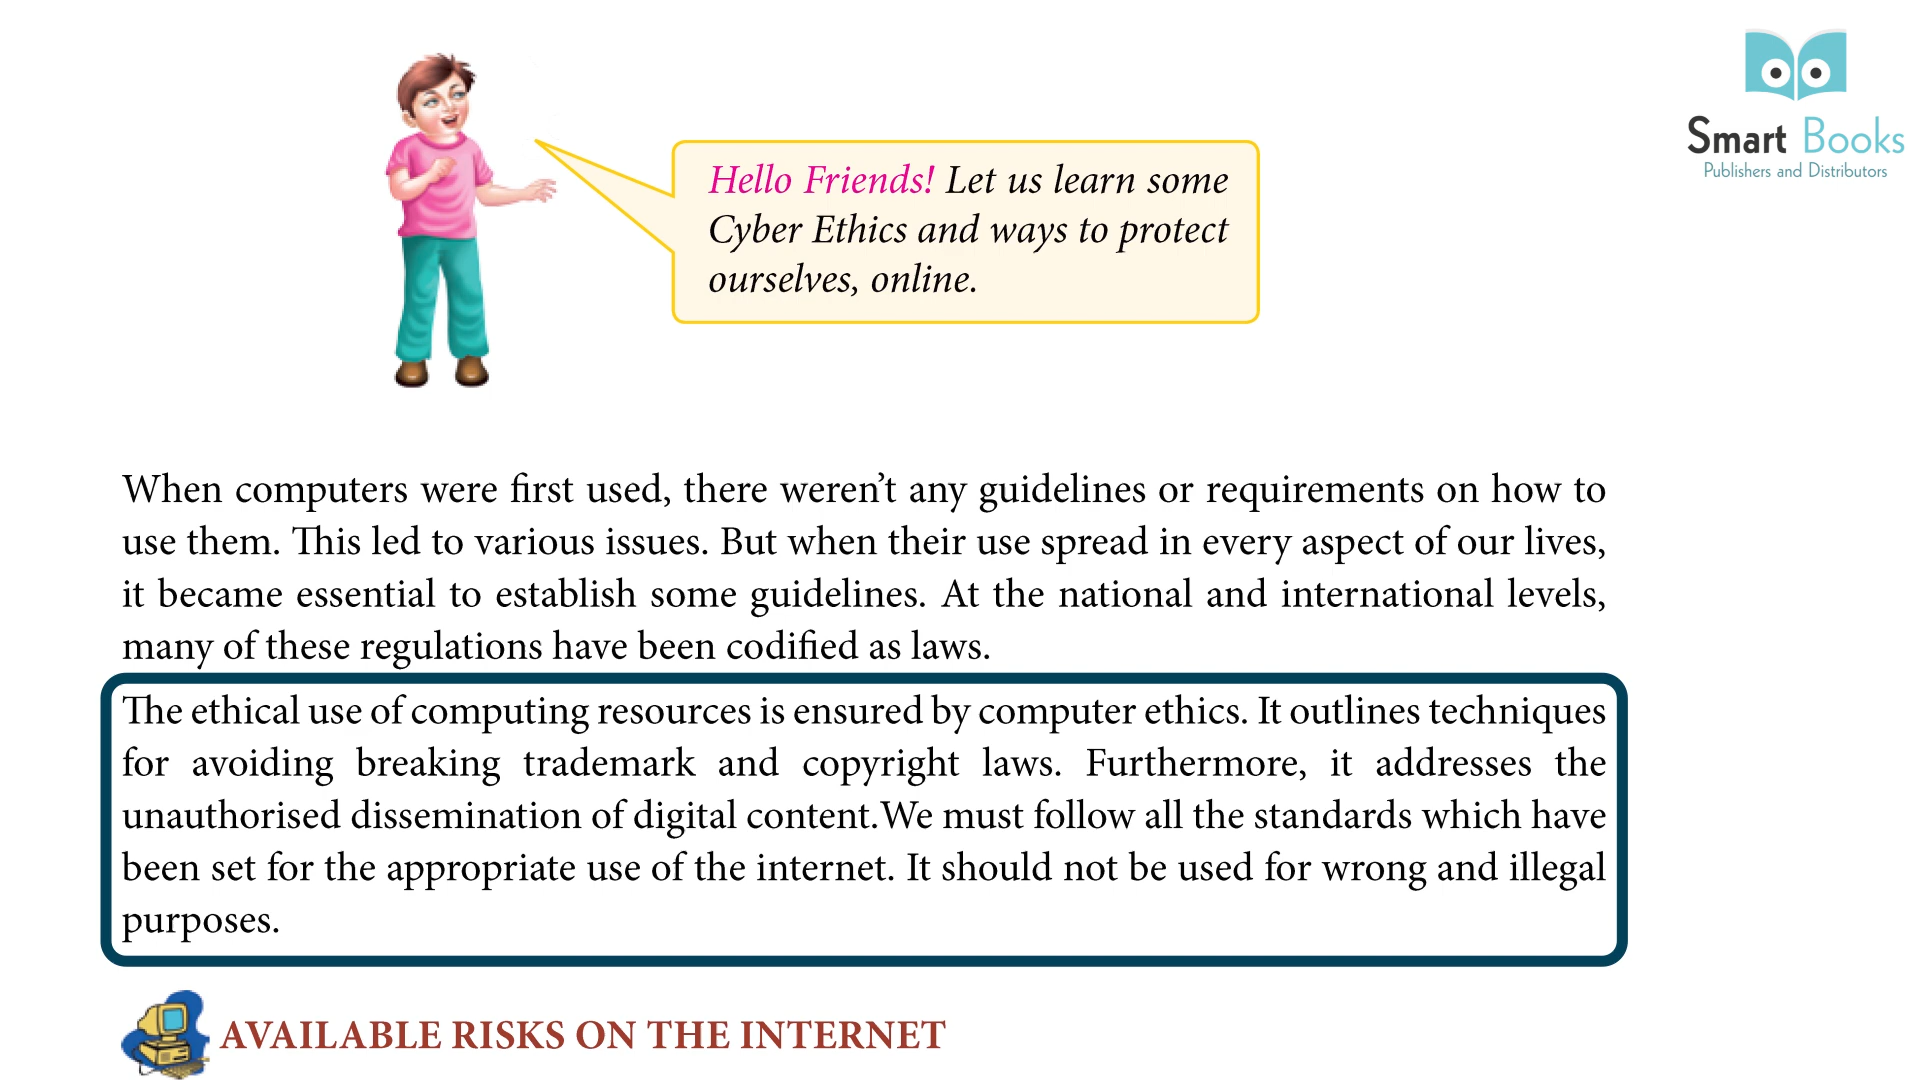 Smart Books
Publishers and Distributors
Hello Friends! Let us learn some
Cyber Ethics and ways to protect
ourselves, online.
When computers were first used, there weren’t any guidelines or requirements on how to
use them. This led to various issues. But when their use spread in every aspect of our lives,
it became essential to establish some guidelines. At the national and international levels,
many of these regulations have been codified as laws.
The ethical use of computing resources is ensured by computer ethics. It outlines techniques
for avoiding breaking trademark and copyright laws. Furthermore, it addresses the
unauthorised dissemination of digital content.We must follow all the standards which have
been set for the appropriate use of the internet. It should not be used for wrong and illegal
purposes.
AVAILABLE RISKS ON THE INTERNET